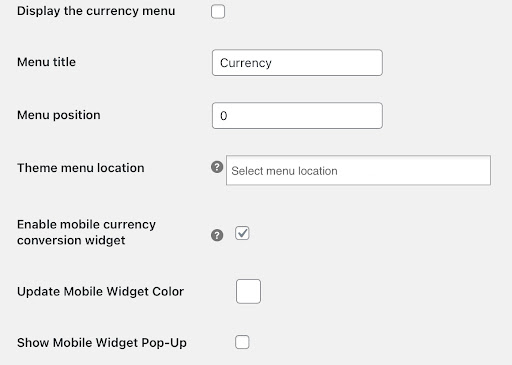 Display the currency menu
Menu title
Currency
Menu position
0
Theme menu location
? Select menu location
Enable mobile currency
conversion widget
?
Update Mobile Widget Color
Show Mobile Widget Pop-Up